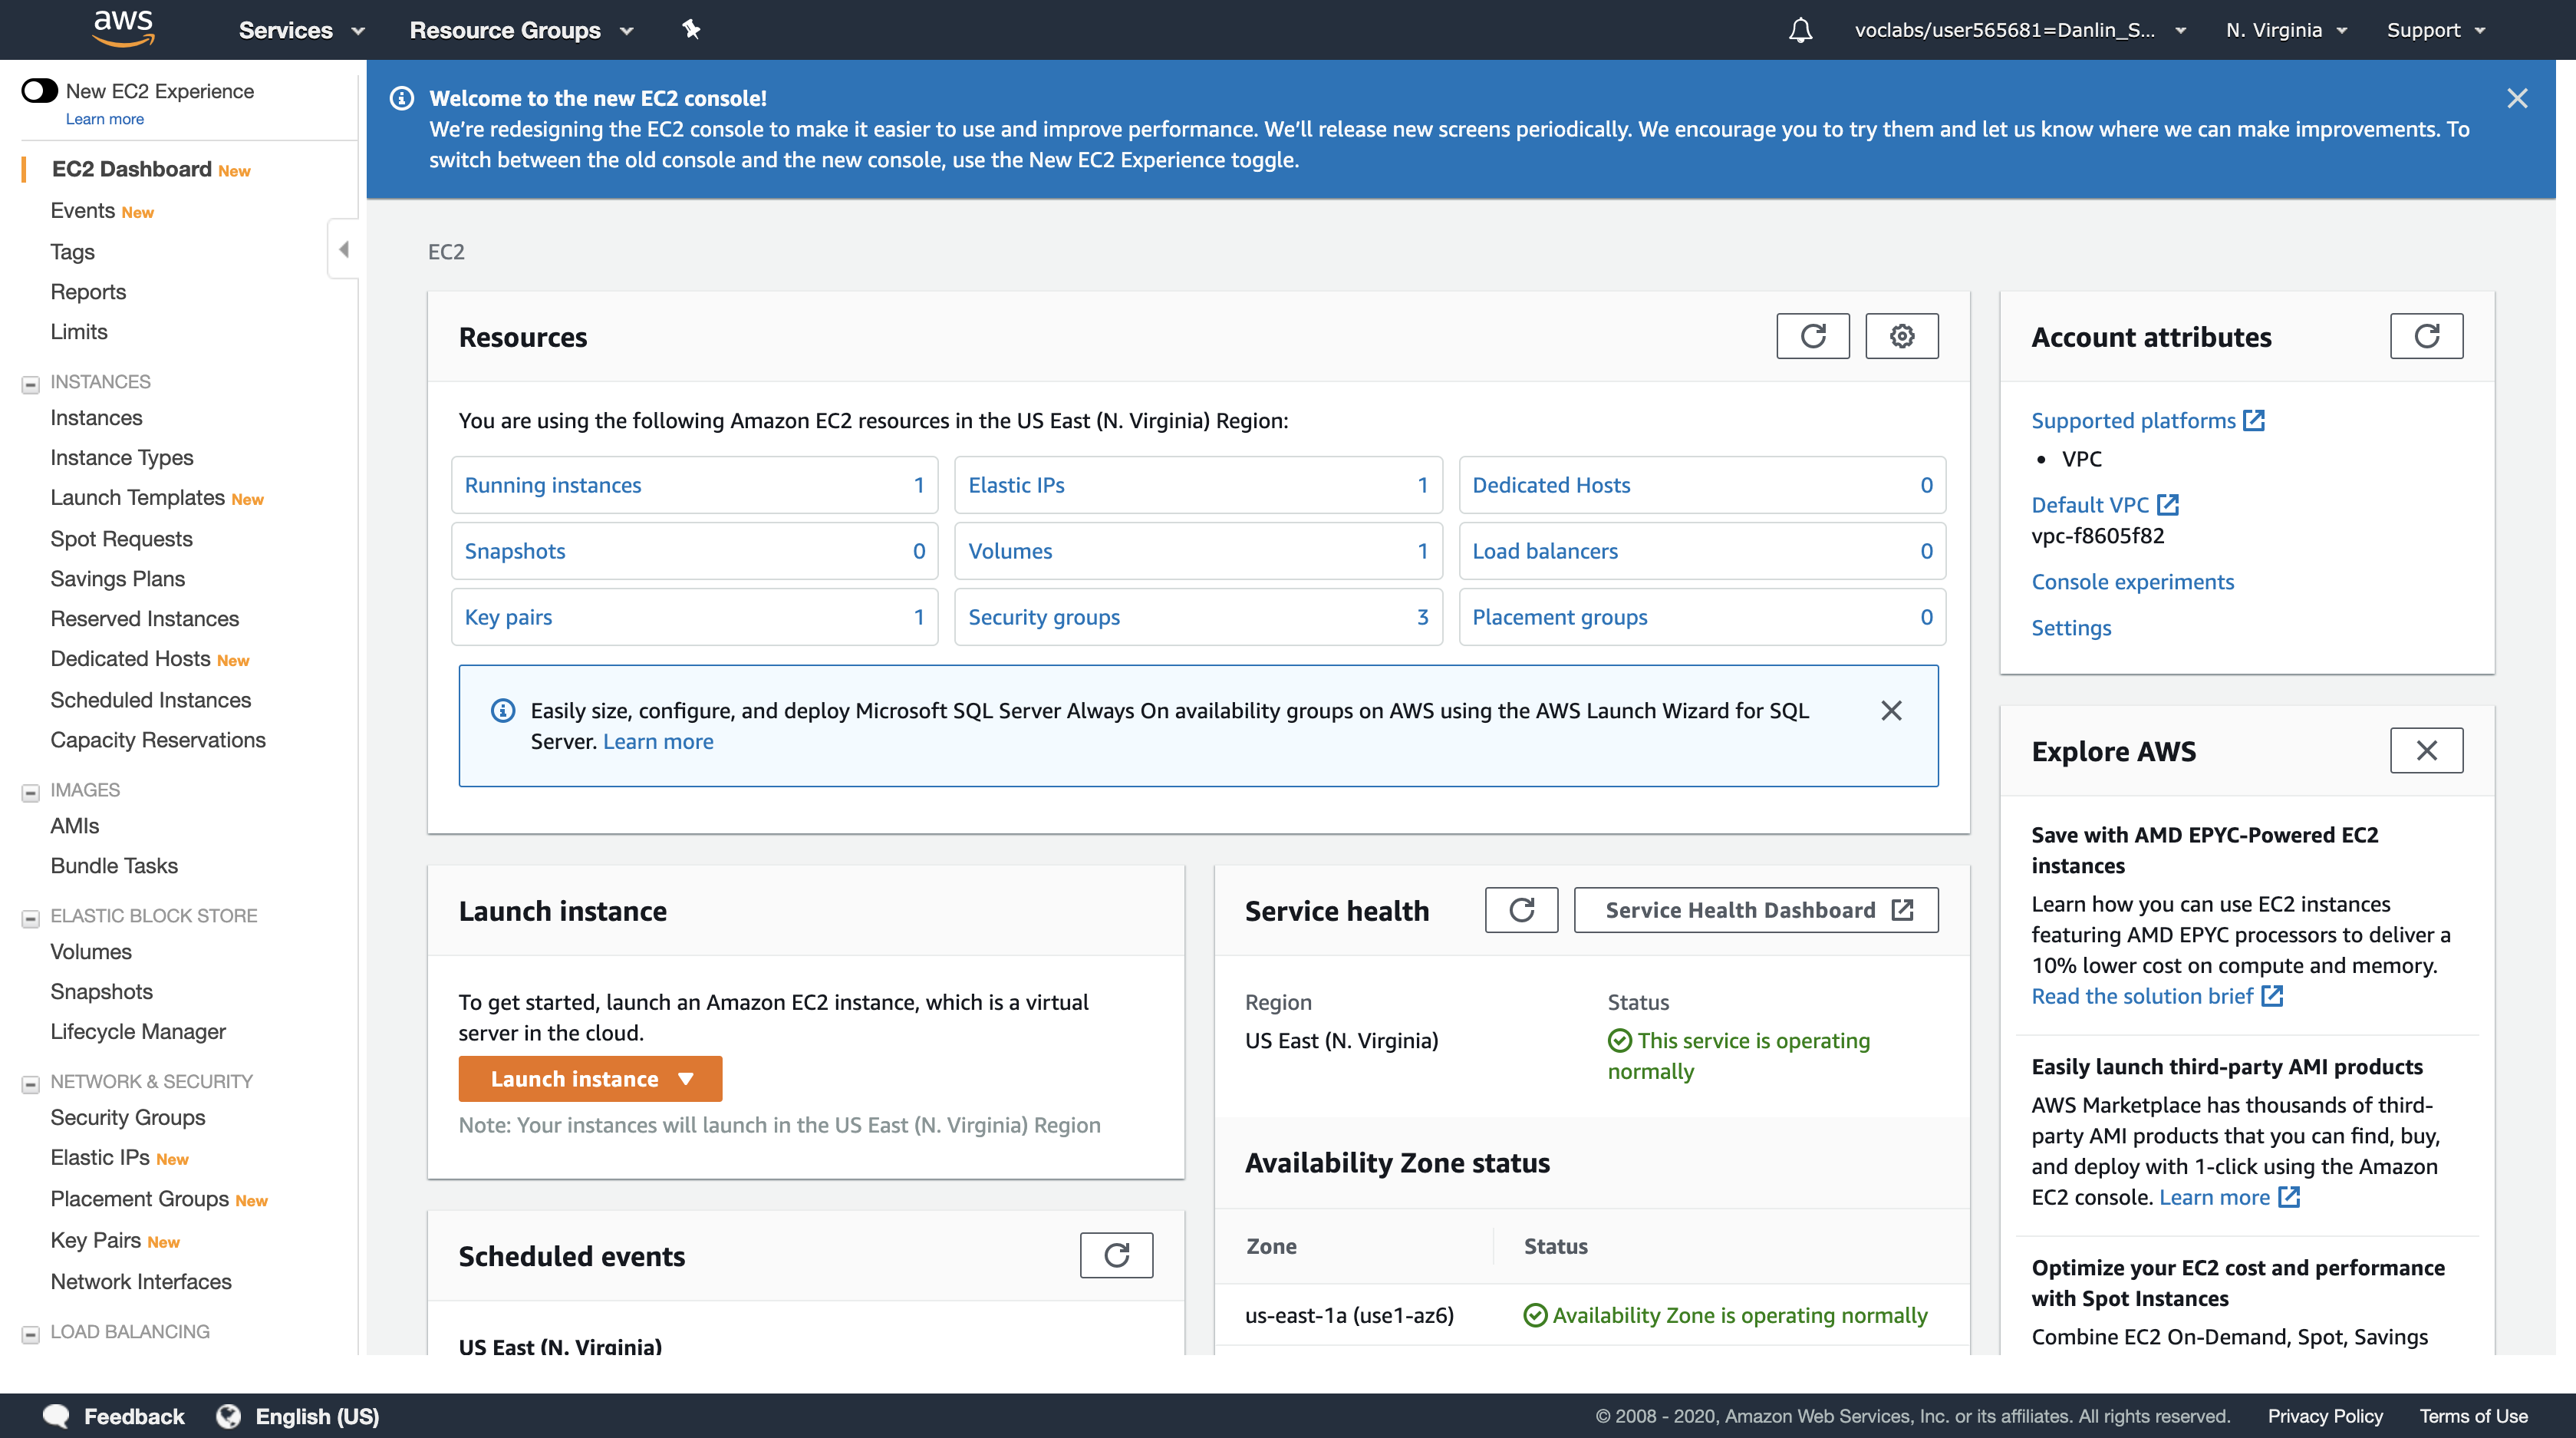 aws
Services
Resource Groups
voclabs/user565681=Danlin_S...
N. Virginia
Support
New EC2 Experience
Learn more
EC2 Dashboard New
Events New
Tags
Reports
Limits
INSTANCES
Instances
Instance Types
Launch Templates New
Spot Requests
Savings Plans
Reserved Instances
Dedicated Hosts New
Scheduled Instances
Capacity Reservations
IMAGES
AMIs
Bundle Tasks
ELASTIC BLOCK STORE
Volumes
Snapshots
Lifecycle Manager
NETWORK & SECURITY
Security Groups
Elastic IPs New
Placement Groups New
Key Pairs New
Network Interfaces
LOAD BALANCING
Welcome to the new EC2 console!
We’re redesigning the EC2 console to make it easier to use and improve performance. We’ll release new screens periodically. We encourage you to try them and let us know where we can make improvements. To
switch between the old console and the new console, use the New EC2 Experience toggle.
EC2
Resources
You are using the following Amazon EC2 resources in the US East (N. Virginia) Region:
Running instances 1
Elastic IPs 1
Dedicated Hosts 0
Snapshots 0
Volumes 1
Load balancers 0
Key pairs 1
Security groups 3
Placement groups 0
Easily size, configure, and deploy Microsoft SQL Server Always On availability groups on AWS using the AWS Launch Wizard for SQL
Server. Learn more
Launch instance
To get started, launch an Amazon EC2 instance, which is a virtual
server in the cloud.
Launch instance
Note: Your instances will launch in the US East (N. Virginia) Region
Scheduled events
US East (N. Virginia)
Service health
Service Health Dashboard
Region
Status
US East (N. Virginia)
This service is operating
normally
Availability Zone status
Zone
Status
us-east-1a (use1-az6)
Availability Zone is operating normally
Account attributes
Supported platforms
• VPC
Default VPC
vpc-f8605f82
Console experiments
Settings
Explore AWS
Save with AMD EPYC-Powered EC2
instances
Learn how you can use EC2 instances
featuring AMD EPYC processors to deliver a
10% lower cost on compute and memory.
Read the solution brief
Easily launch third-party AMI products
AWS Marketplace has thousands of third-
party AMI products that you can find, buy,
and deploy with 1-click using the Amazon
EC2 console. Learn more
Optimize your EC2 cost and performance
with Spot Instances
Combine EC2 On-Demand, Spot, Savings
Feedback
English (US)
© 2008 - 2020, Amazon Web Services, Inc. or its affiliates. All rights reserved.
Privacy Policy
Terms of Use